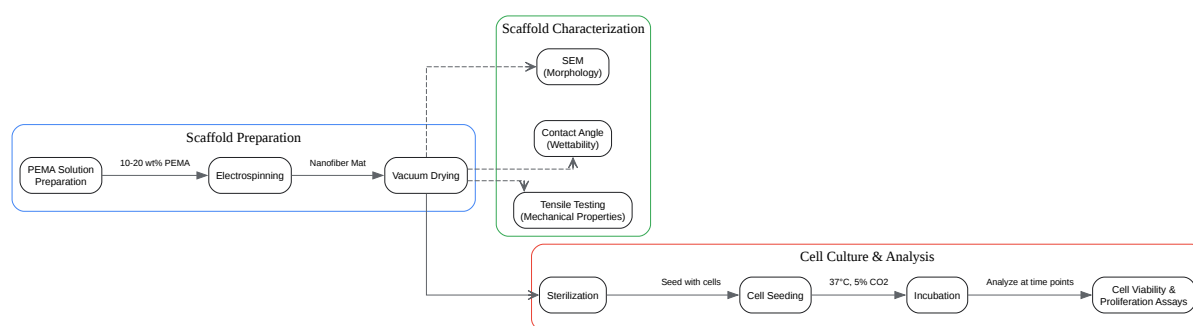 Scaffold Characterization
SEM
(Morphology)
Contact Angle
(Wettability)
Tensile Testing
(Mechanical Properties)
Scaffold Preparation
PEMA Solution
Preparation
10-20 wt% PEMA
Electrospinning
Nanofiber Mat
Vacuum Drying
Cell Culture & Analysis
Sterilization
Seed with cells
Cell Seeding
37°C, 5% CO2
Incubation
Analyze at time points
Cell Viability &
Proliferation Assays